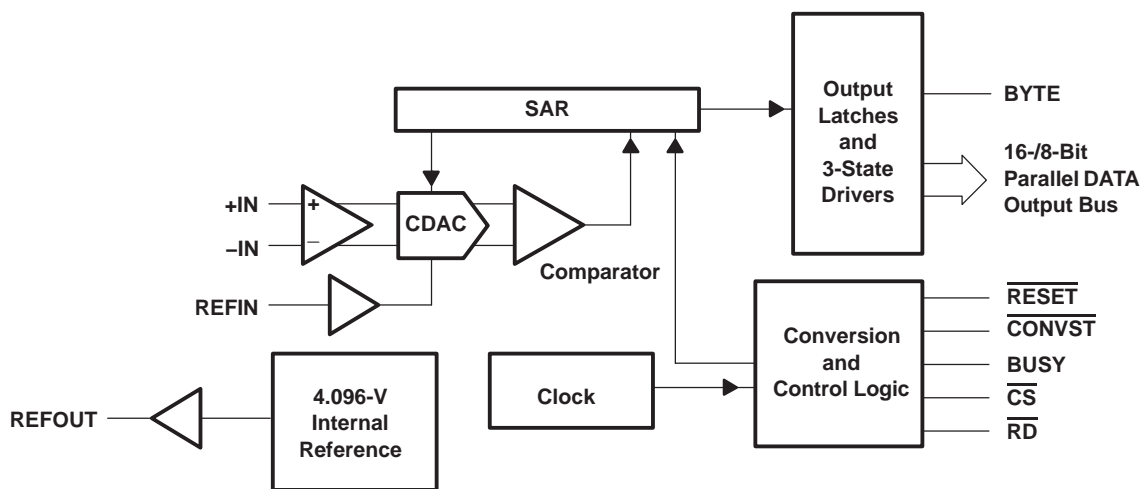 SAR
Output
Latches
and
3-State
Drivers
BYTE
16-/8-Bit
Parallel DATA
Output Bus
+IN
–IN
+
–
CDAC
Comparator
REFIN
REFOUT
4.096-V
Internal
Reference
Clock
Conversion
and
Control Logic
RESET
CONVST
BUSY
CS
RD